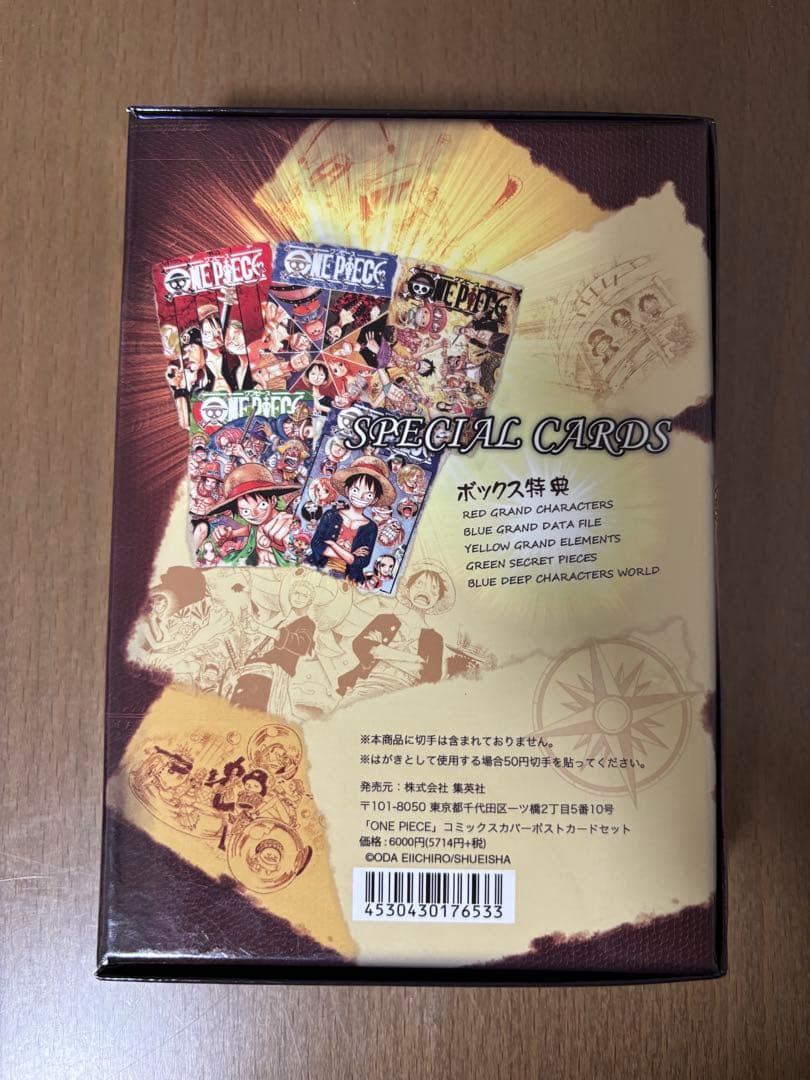 ONE PIECE
ONE PIECE
ONE PIECE
ONE PIECE
SPECIAL CARDS
ボックス特典
RED GRAND CHARACTERS
BLUE GRAND DATA FILE
YELLOW GRAND ELEMENTS
GREEN SECRET PIECES
BLUE DEEP CHARACTERS WORLD
※本商品に切手は含まれておりません。
※はがきとして使用する場合50円切手を貼ってください。
発売元：株式会社 集英社
〒101-8050 東京都千代田区一ツ橋2丁目5番10号
「ONE PIECE」コミックスカバーポストカードセット
価格：6000円(5714円+税)
©ODA EIICHIRO/SHUEISHA
4530430176533